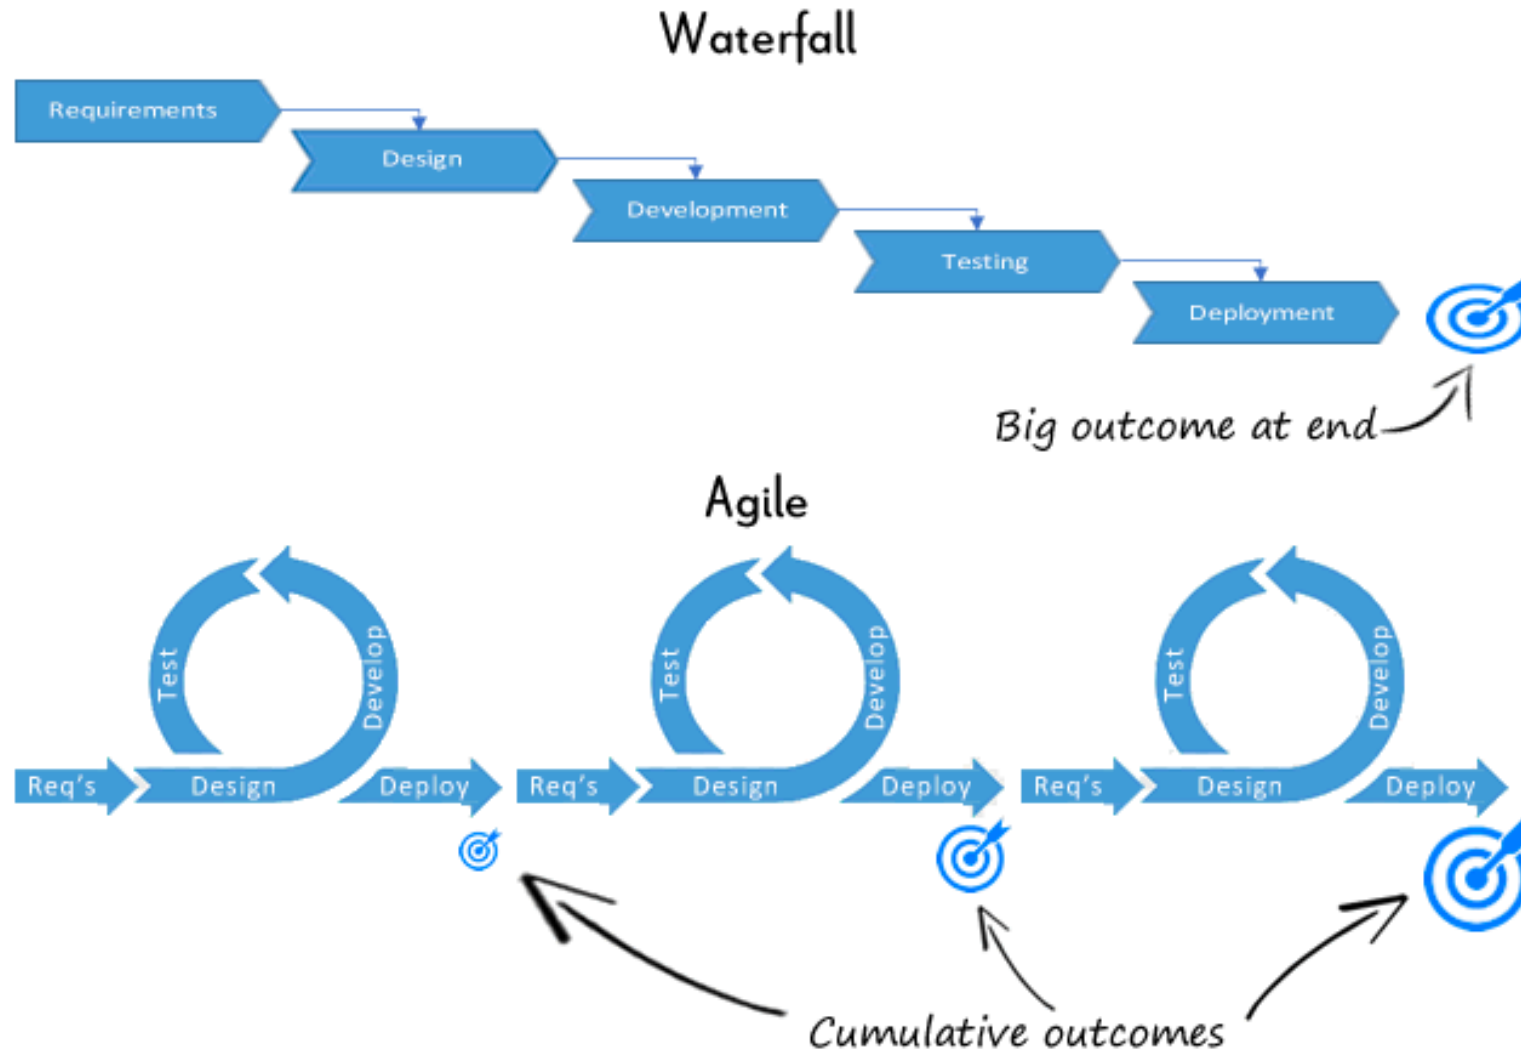 Waterfall
Requirements
Design
Development
Testing
Deployment
Big outcome at end
Agile
Test
Develop
Req's
Design
Deploy
Test
Develop
Req's
Design
Deploy
Test
Develop
Req's
Design
Deploy
Cumulative outcomes